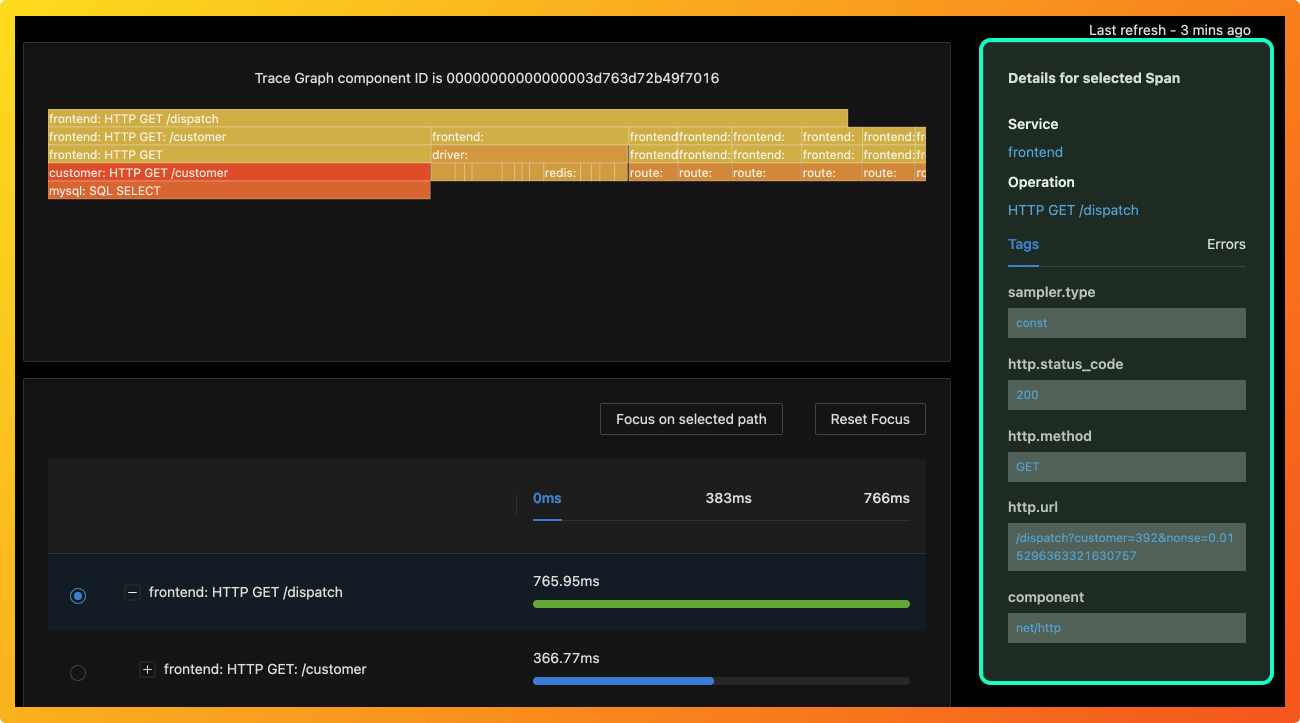 Last refresh - 3 mins ago
Trace Graph component ID is 00000000000000003d763d72b49f7016
frontend: HTTP GET /dispatch
frontend: HTTP GET: /customer frontend: frontend frontend: frontend: frontend: frontend: fr
frontend: HTTP GET driver: frontend frontend: frontend: frontend: frontend: fr
customer: HTTP GET /customer redis: route: route: route: route: route: ro
mysql: SQL SELECT
Focus on selected path Reset Focus
0ms 383ms 766ms
frontend: HTTP GET /dispatch 765.95ms
frontend: HTTP GET: /customer 366.77ms
Details for selected Span
Service
frontend
Operation
HTTP GET /dispatch
Tags Errors
sampler.type
const
http.status_code
200
http.method
GET
http.url
/dispatch?customer=392&nonse=0.01
5296363321630757
component
net/http